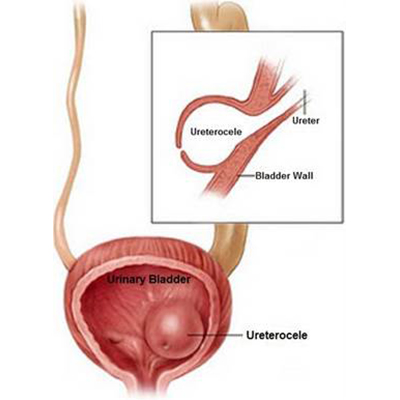 Ureter
Ureterocele
Bladder Wall
Urinary Bladder
Ureterocele